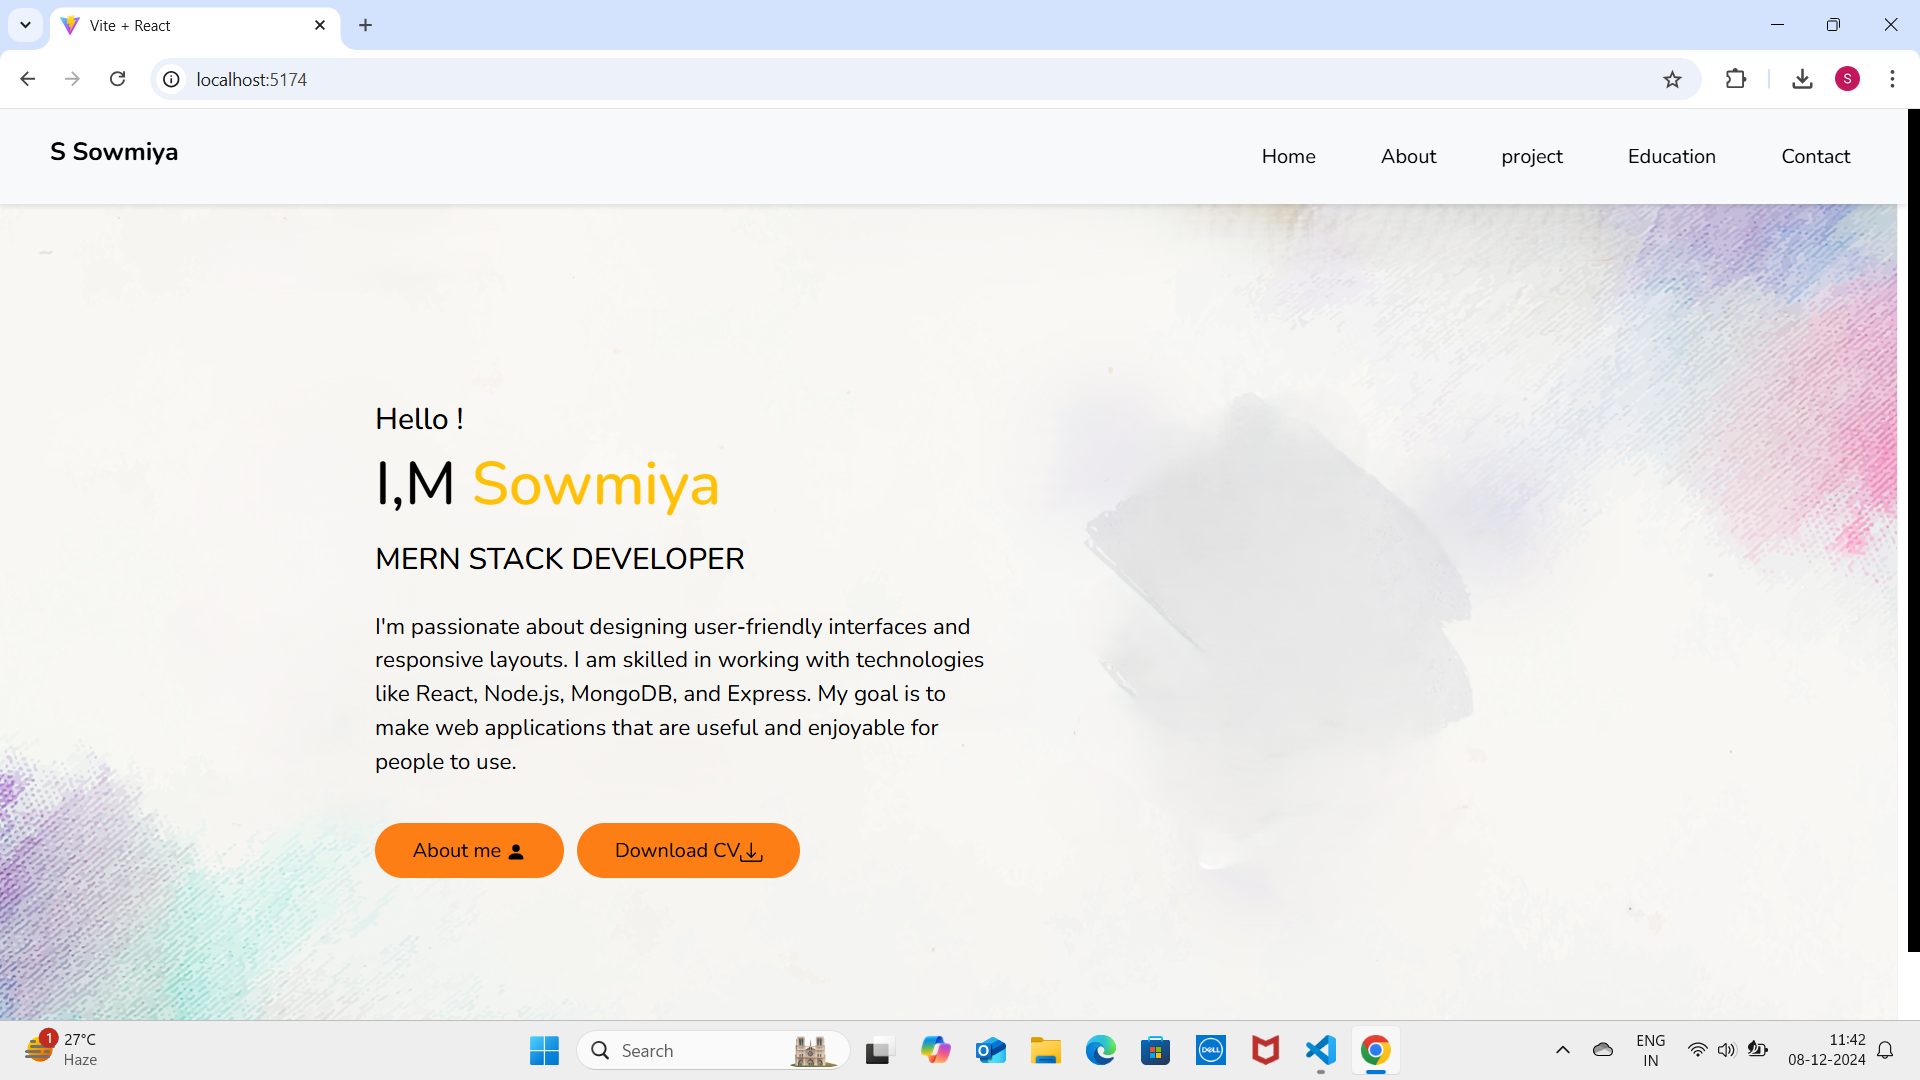 Vite + React
localhost:5174
S
S Sowmiya
Home About project Education Contact
Hello !
I,M Sowmiya
MERN STACK DEVELOPER
I'm passionate about designing user-friendly interfaces and
responsive layouts. I am skilled in working with technologies
like React, Node.js, MongoDB, and Express. My goal is to
make web applications that are useful and enjoyable for
people to use.
About me Download CV
1
27°C
Haze
Search
DELL
ENG
IN
11:42
08-12-2024